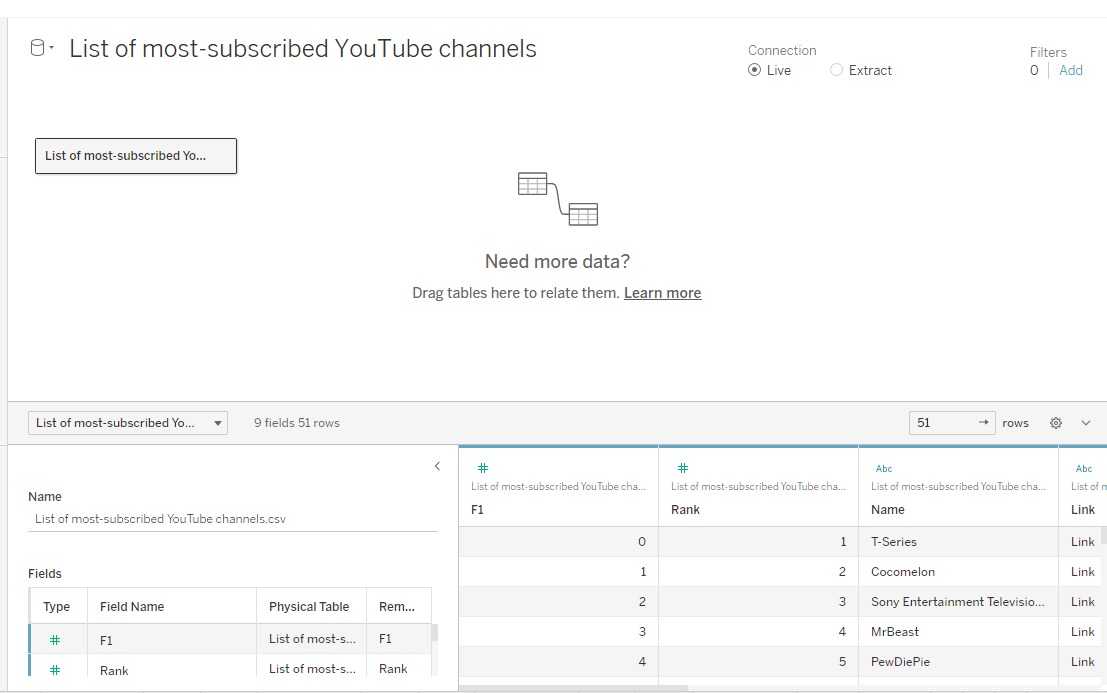 List of most-subscribed YouTube channels
Connection
Live
Extract
Filters
0
Add
List of most-subscribed Yo...
Need more data?
Drag tables here to relate them. Learn more
List of most-subscribed Yo...
9 fields 51 rows
51
rows
Name
List of most-subscribed YouTube channels.csv
Fields
Type Field Name Physical Table Rem...
# F1 List of most-s... F1
# Rank List of most-s... Rank
# # Abc Abc
List of most-subscribed YouTube cha... List of most-subscribed YouTube cha... List of most-subscribed YouTube cha... List of m
F1 Rank Name Link
0 1 T-Series Link
1 2 Cocomelon Link
2 3 Sony Entertainment Televisio... Link
3 4 MrBeast Link
4 5 PewDiePie Link